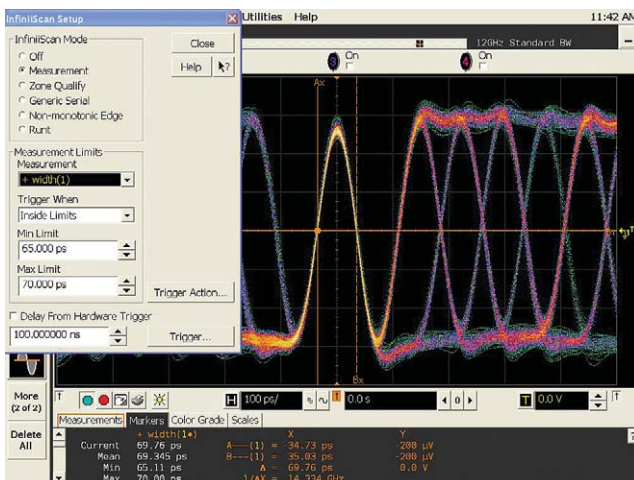 InfiniiScan Setup
Utilities Help
11:42 AM
InfiniiScan Mode
Off
Measurement
Zone Qualify
Generic Serial
Non-monotonic Edge
Runt
Close
Help
12GHz Standard BW
3 On
4 On
Ax
Measurement Limits
Measurement
+ width(1)
Trigger When
Inside Limits
Min Limit
65.000 ps
Max Limit
70.000 ps
Trigger Action...
Delay From Hardware Trigger
100.000000 ns
Trigger...
Bx
More
(2 of 2)
Delete
All
H 100 ps/
0.0 s
0
T 0.0 V
Measurements Markers Color Grade Scales
+ width(1•) X Y
Current 69.76 ps A---(1) = -34.73 ps -200 µV
Mean 69.345 ps B---(1) = 35.03 ps -200 µV
Min 65.11 ps Δ = 69.76 ps 0.0 V
Max 70.00 ps 1/ΔX = 14.334 GHz